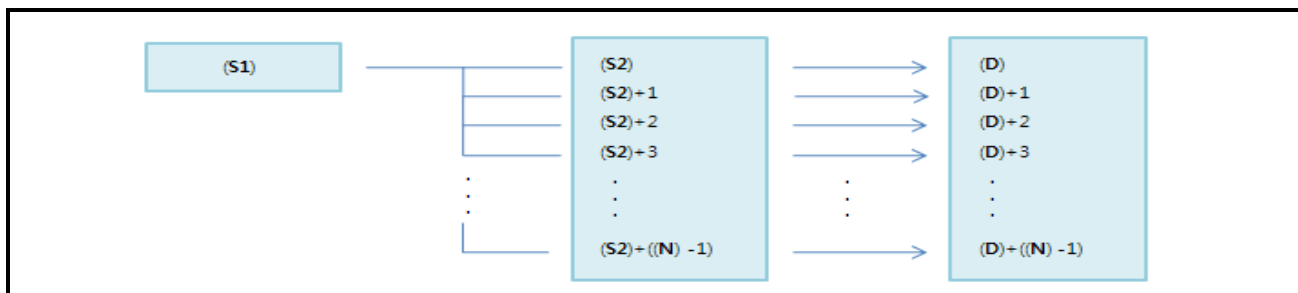 (S1)
(S2)
(S2)+1
(S2)+2
(S2)+3
(S2)+((N) -1)
(D)
(D)+1
(D)+2
(D)+3
(D)+((N) -1)